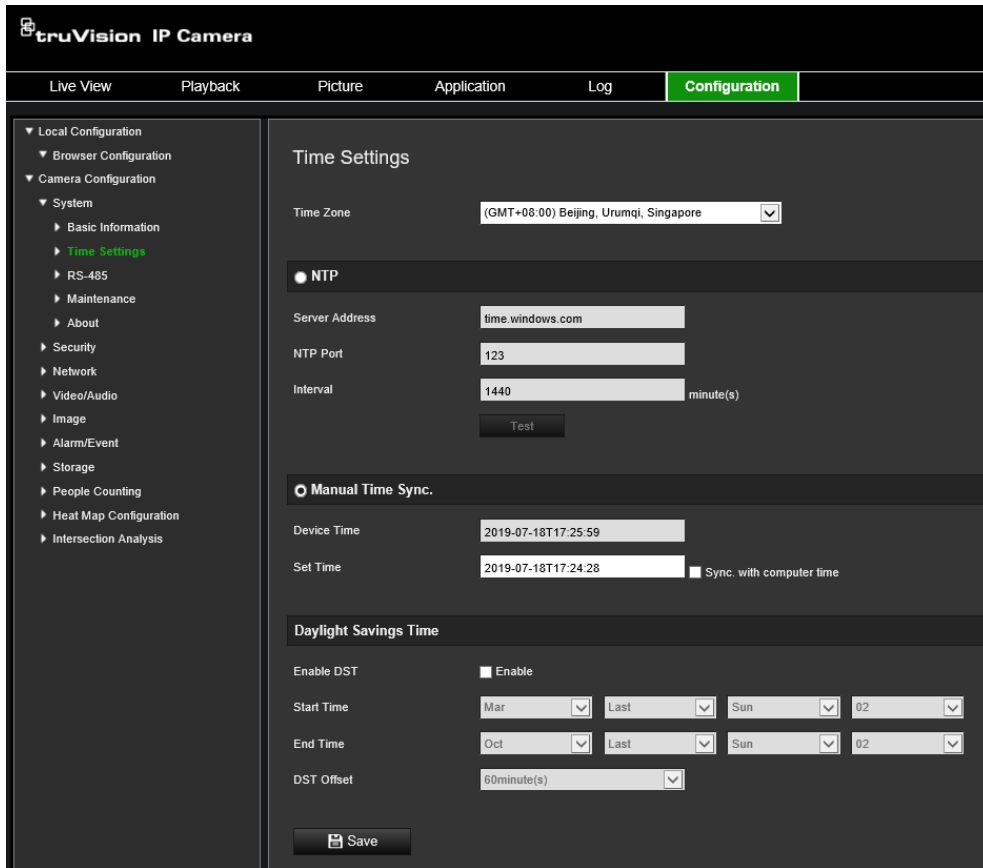 truVision IP Camera
Live View Playback Picture Application Log Configuration
Local Configuration
Browser Configuration
Camera Configuration
System
Basic Information
Time Settings
RS-485
Maintenance
About
Security
Network
Video/Audio
Image
Alarm/Event
Storage
People Counting
Heat Map Configuration
Intersection Analysis
Time Settings
Time Zone (GMT+08:00) Beijing, Urumqi, Singapore
NTP
Server Address time.windows.com
NTP Port 123
Interval 1440 minute(s)
Test
Manual Time Sync.
Device Time 2019-07-18T17:25:59
Set Time 2019-07-18T17:24:28 Sync. with computer time
Daylight Savings Time
Enable DST Enable
Start Time Mar Last Sun 02
End Time Oct Last Sun 02
DST Offset 60minute(s)
Save